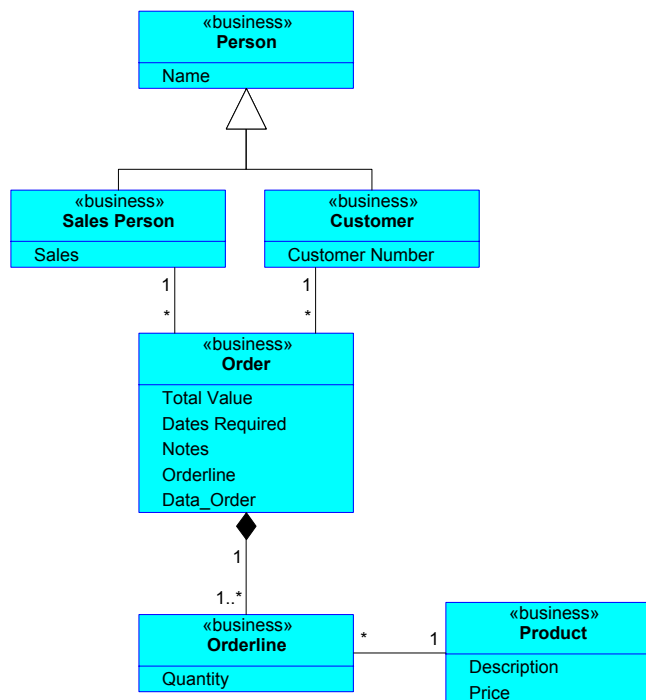 «business»
Person
Name
«business»
Sales Person
Sales
«business»
Customer
Customer Number
1
*
1
*
«business»
Order
Total Value
Dates Required
Notes
Orderline
Data_Order
1
1..*
«business»
Orderline
Quantity
*
1
«business»
Product
Description
Price